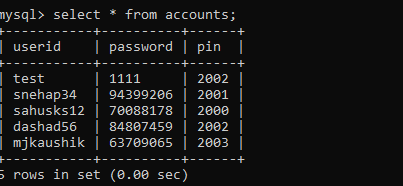 mysql> select * from accounts;
+-----------+----------+------+
| userid | password | pin |
+-----------+----------+------+
| test | 1111 | 2002 |
| snehap34 | 94399206 | 2001 |
| sahusks12 | 70088178 | 2000 |
| dashad56 | 84807459 | 2002 |
| mjkaushik | 63709065 | 2003 |
+-----------+----------+------+
5 rows in set (0.00 sec)